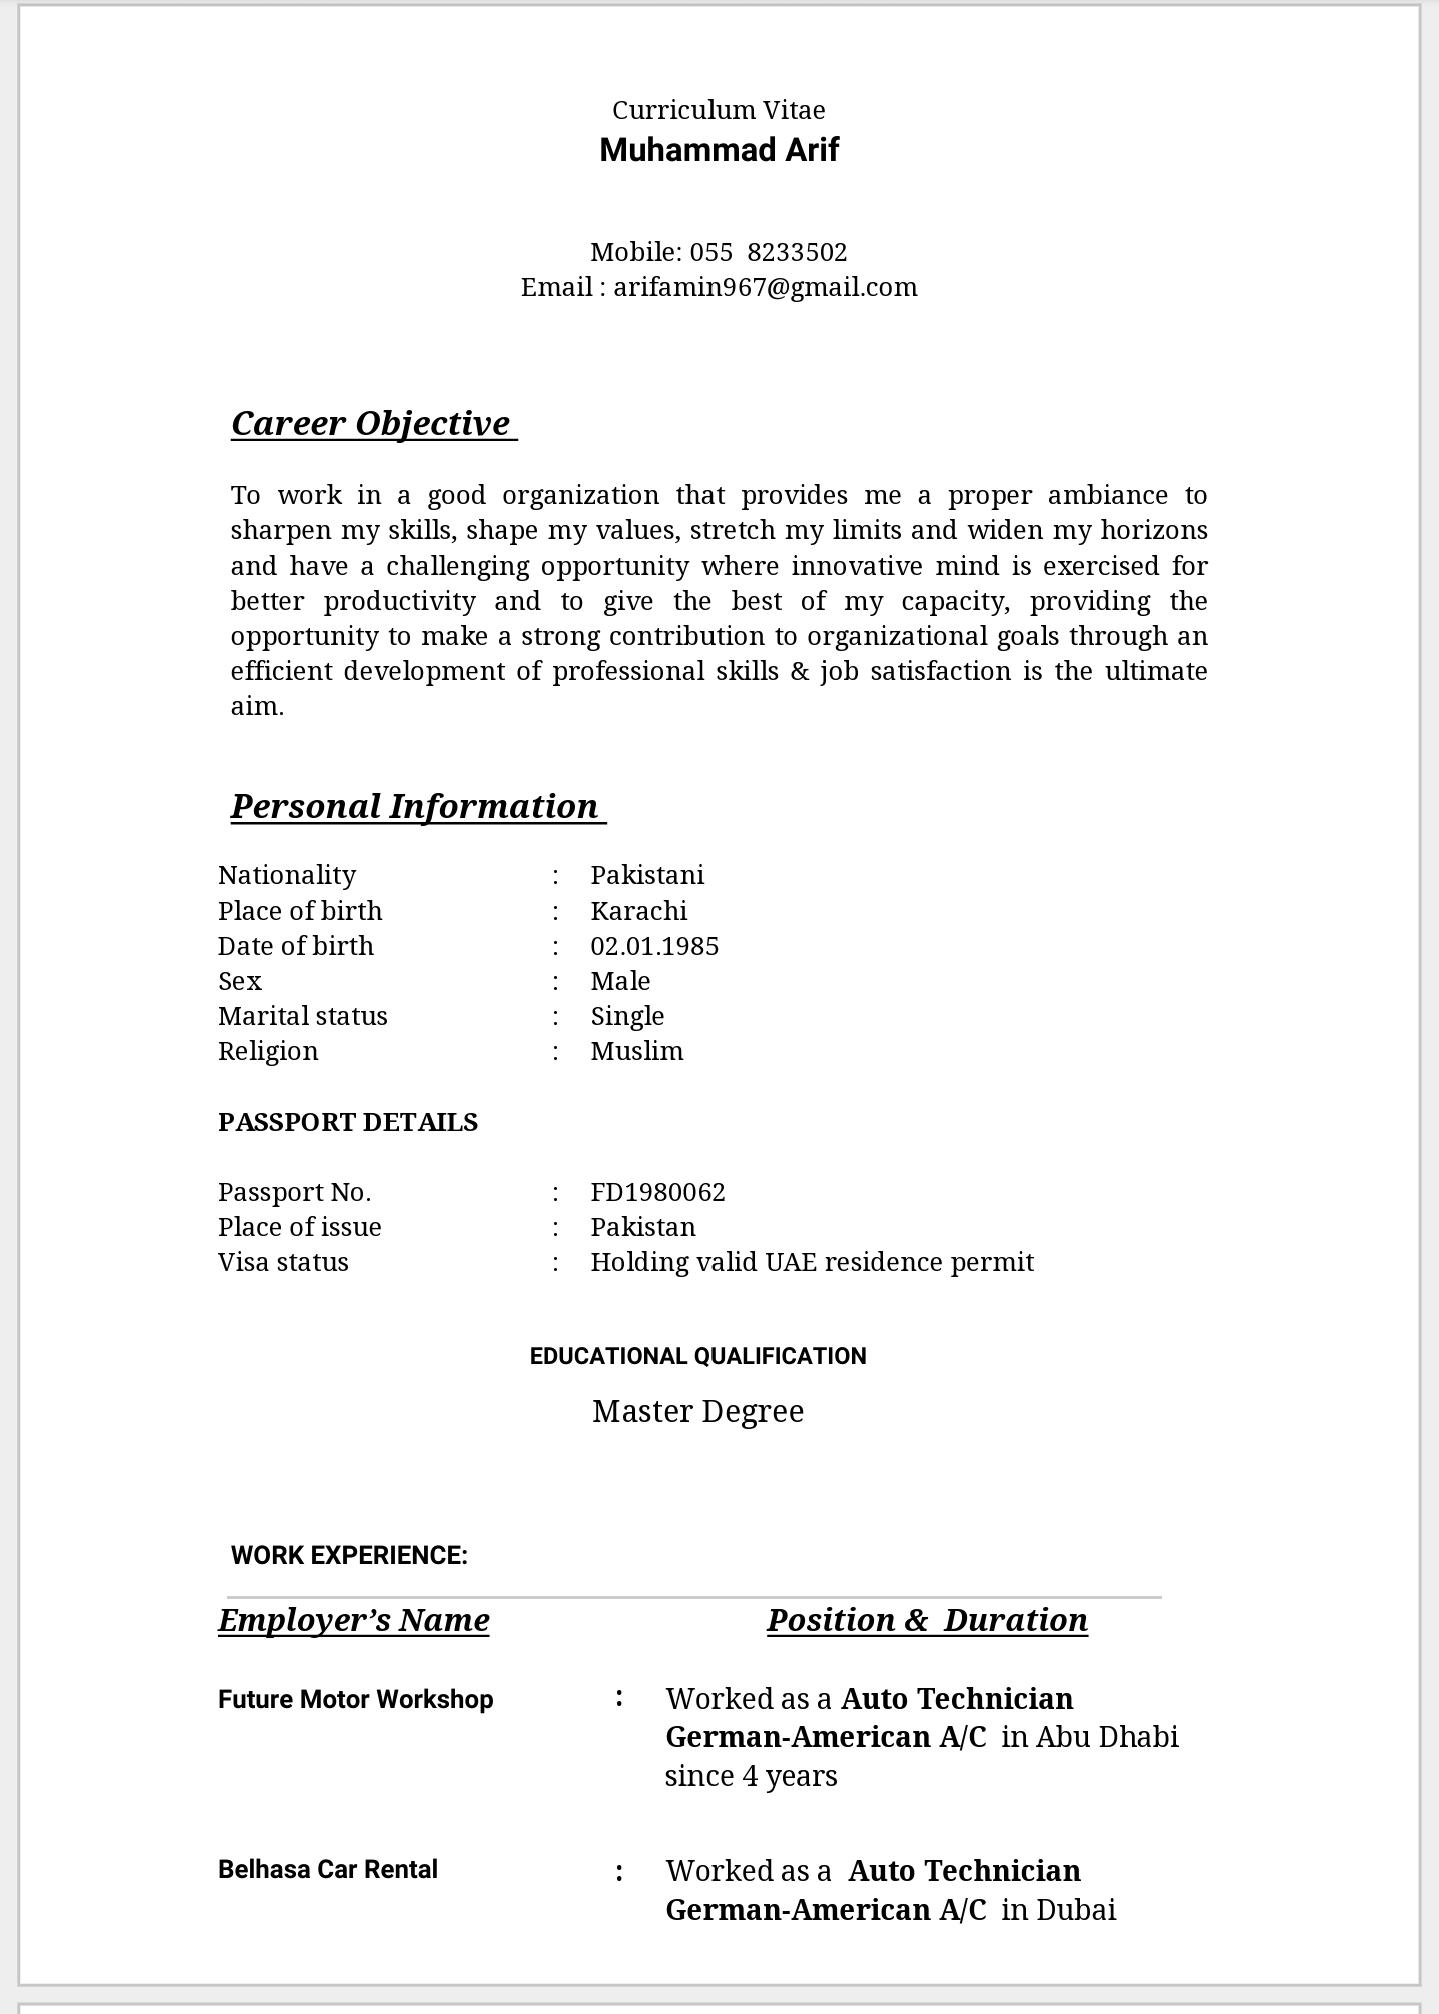 Curriculum Vitae
Muhammad Arif
Mobile: 055 8233502
Email : arifamin967@gmail.com
Career Objective
To work in a good organization that provides me a proper ambiance to
sharpen my skills, shape my values, stretch my limits and widen my horizons
and have a challenging opportunity where innovative mind is exercised for
better productivity and to give the best of my capacity, providing the
opportunity to make a strong contribution to organizational goals through an
efficient development of professional skills & job satisfaction is the ultimate
aim.
Personal Information
Nationality : Pakistani
Place of birth : Karachi
Date of birth : 02.01.1985
Sex : Male
Marital status : Single
Religion : Muslim
PASSPORT DETAILS
Passport No. : FD1980062
Place of issue : Pakistan
Visa status : Holding valid UAE residence permit
EDUCATIONAL QUALIFICATION
Master Degree
WORK EXPERIENCE:
Employer’s Name Position & Duration
Future Motor Workshop : Worked as a Auto Technician
German-American A/C in Abu Dhabi
since 4 years
Belhasa Car Rental : Worked as a Auto Technician
German-American A/C in Dubai